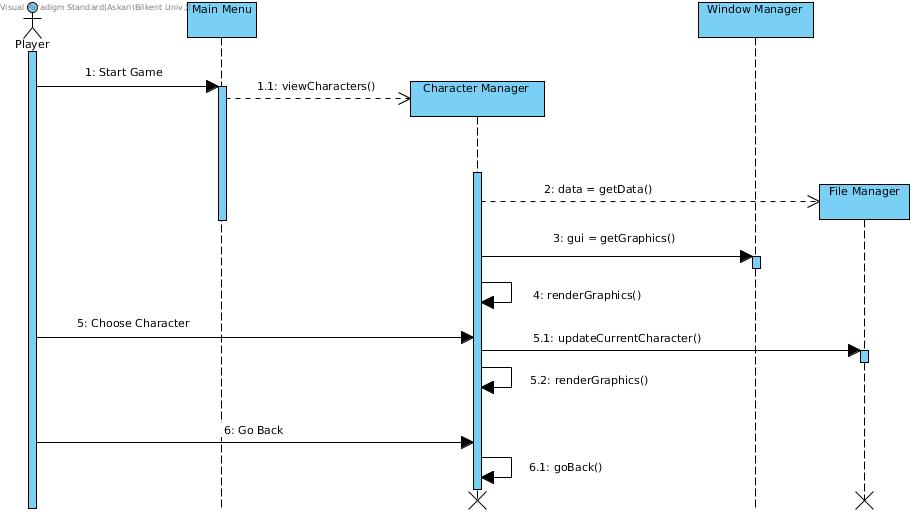 Visual Paradigm Standard(Askari(Bilkent Univ.
Main Menu
Window Manager
Player
1: Start Game
1.1: viewCharacters()
Character Manager
2: data = getData()
File Manager
3: gui = getGraphics()
4: renderGraphics()
5: Choose Character
5.1: updateCurrentCharacter()
5.2: renderGraphics()
6: Go Back
6.1: goBack()